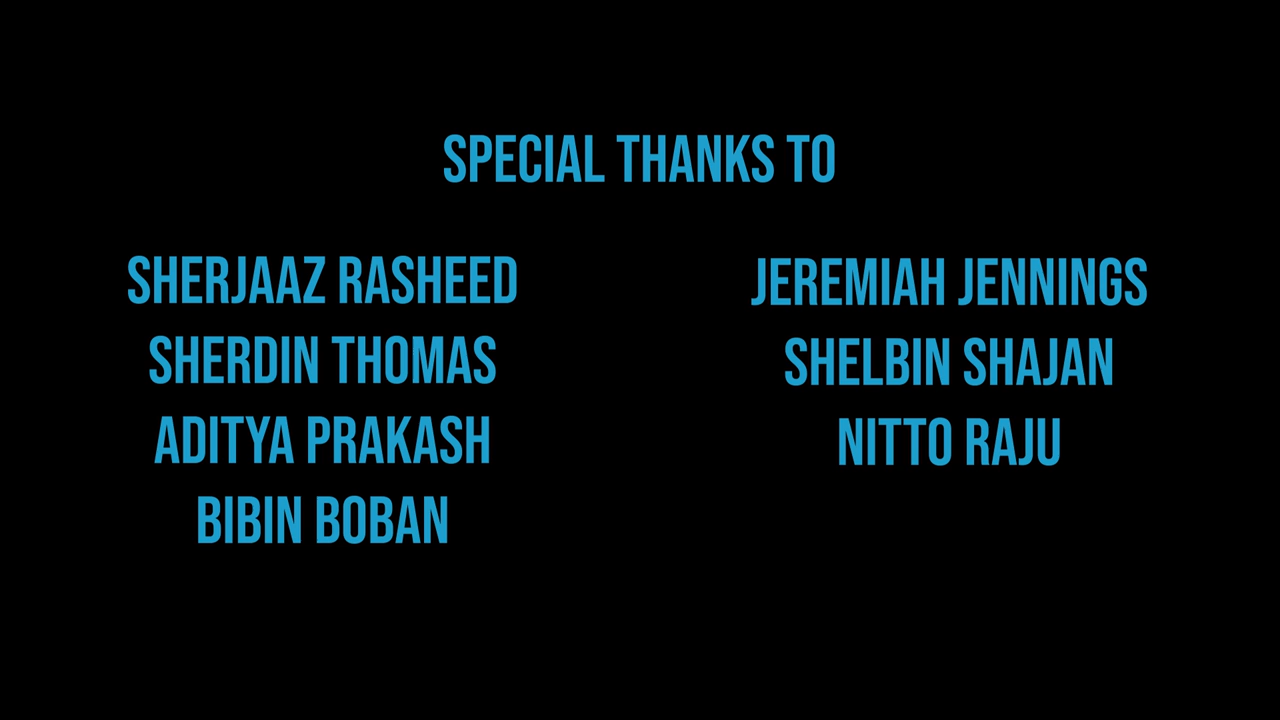 SPECIAL THANKS TO
SHERJAAZ RASHEED
SHERDIN THOMAS
ADITYA PRAKASH
BIBIN BOBAN
JEREMIAH JENNINGS
SHELBIN SHAJAN
NITTO RAJU